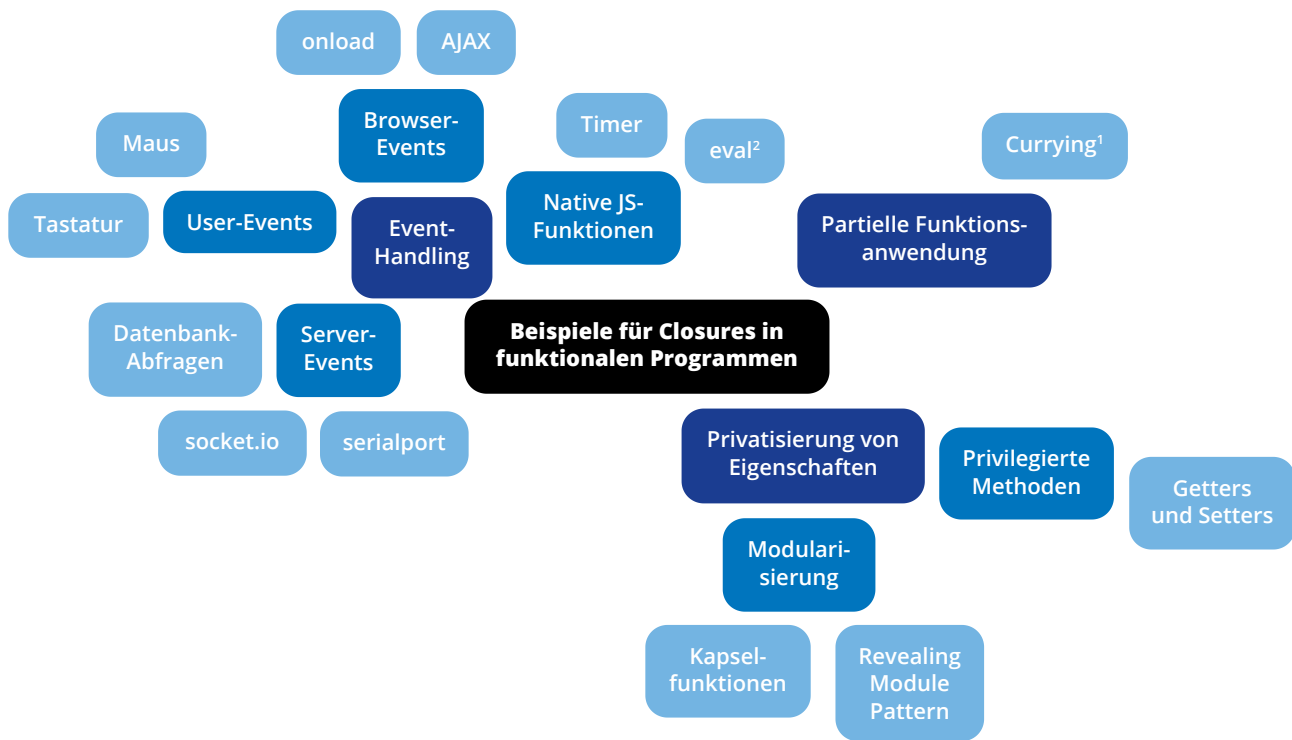 onload
AJAX
Browser-
Events
Timer
eval²
Currying¹
Maus
Tastatur
User-Events
Event-
Handling
Native JS-
Funktionen
Partielle Funktions-
anwendung
Datenbank-
Abfragen
Server-
Events
Beispiele für Closures in
funktionalen Programmen
socket.io
serialport
Privatisierung von
Eigenschaften
Privilegierte
Methoden
Getters
und Setters
Modulari-
sierung
Kapsel-
funktionen
Revealing
Module
Pattern